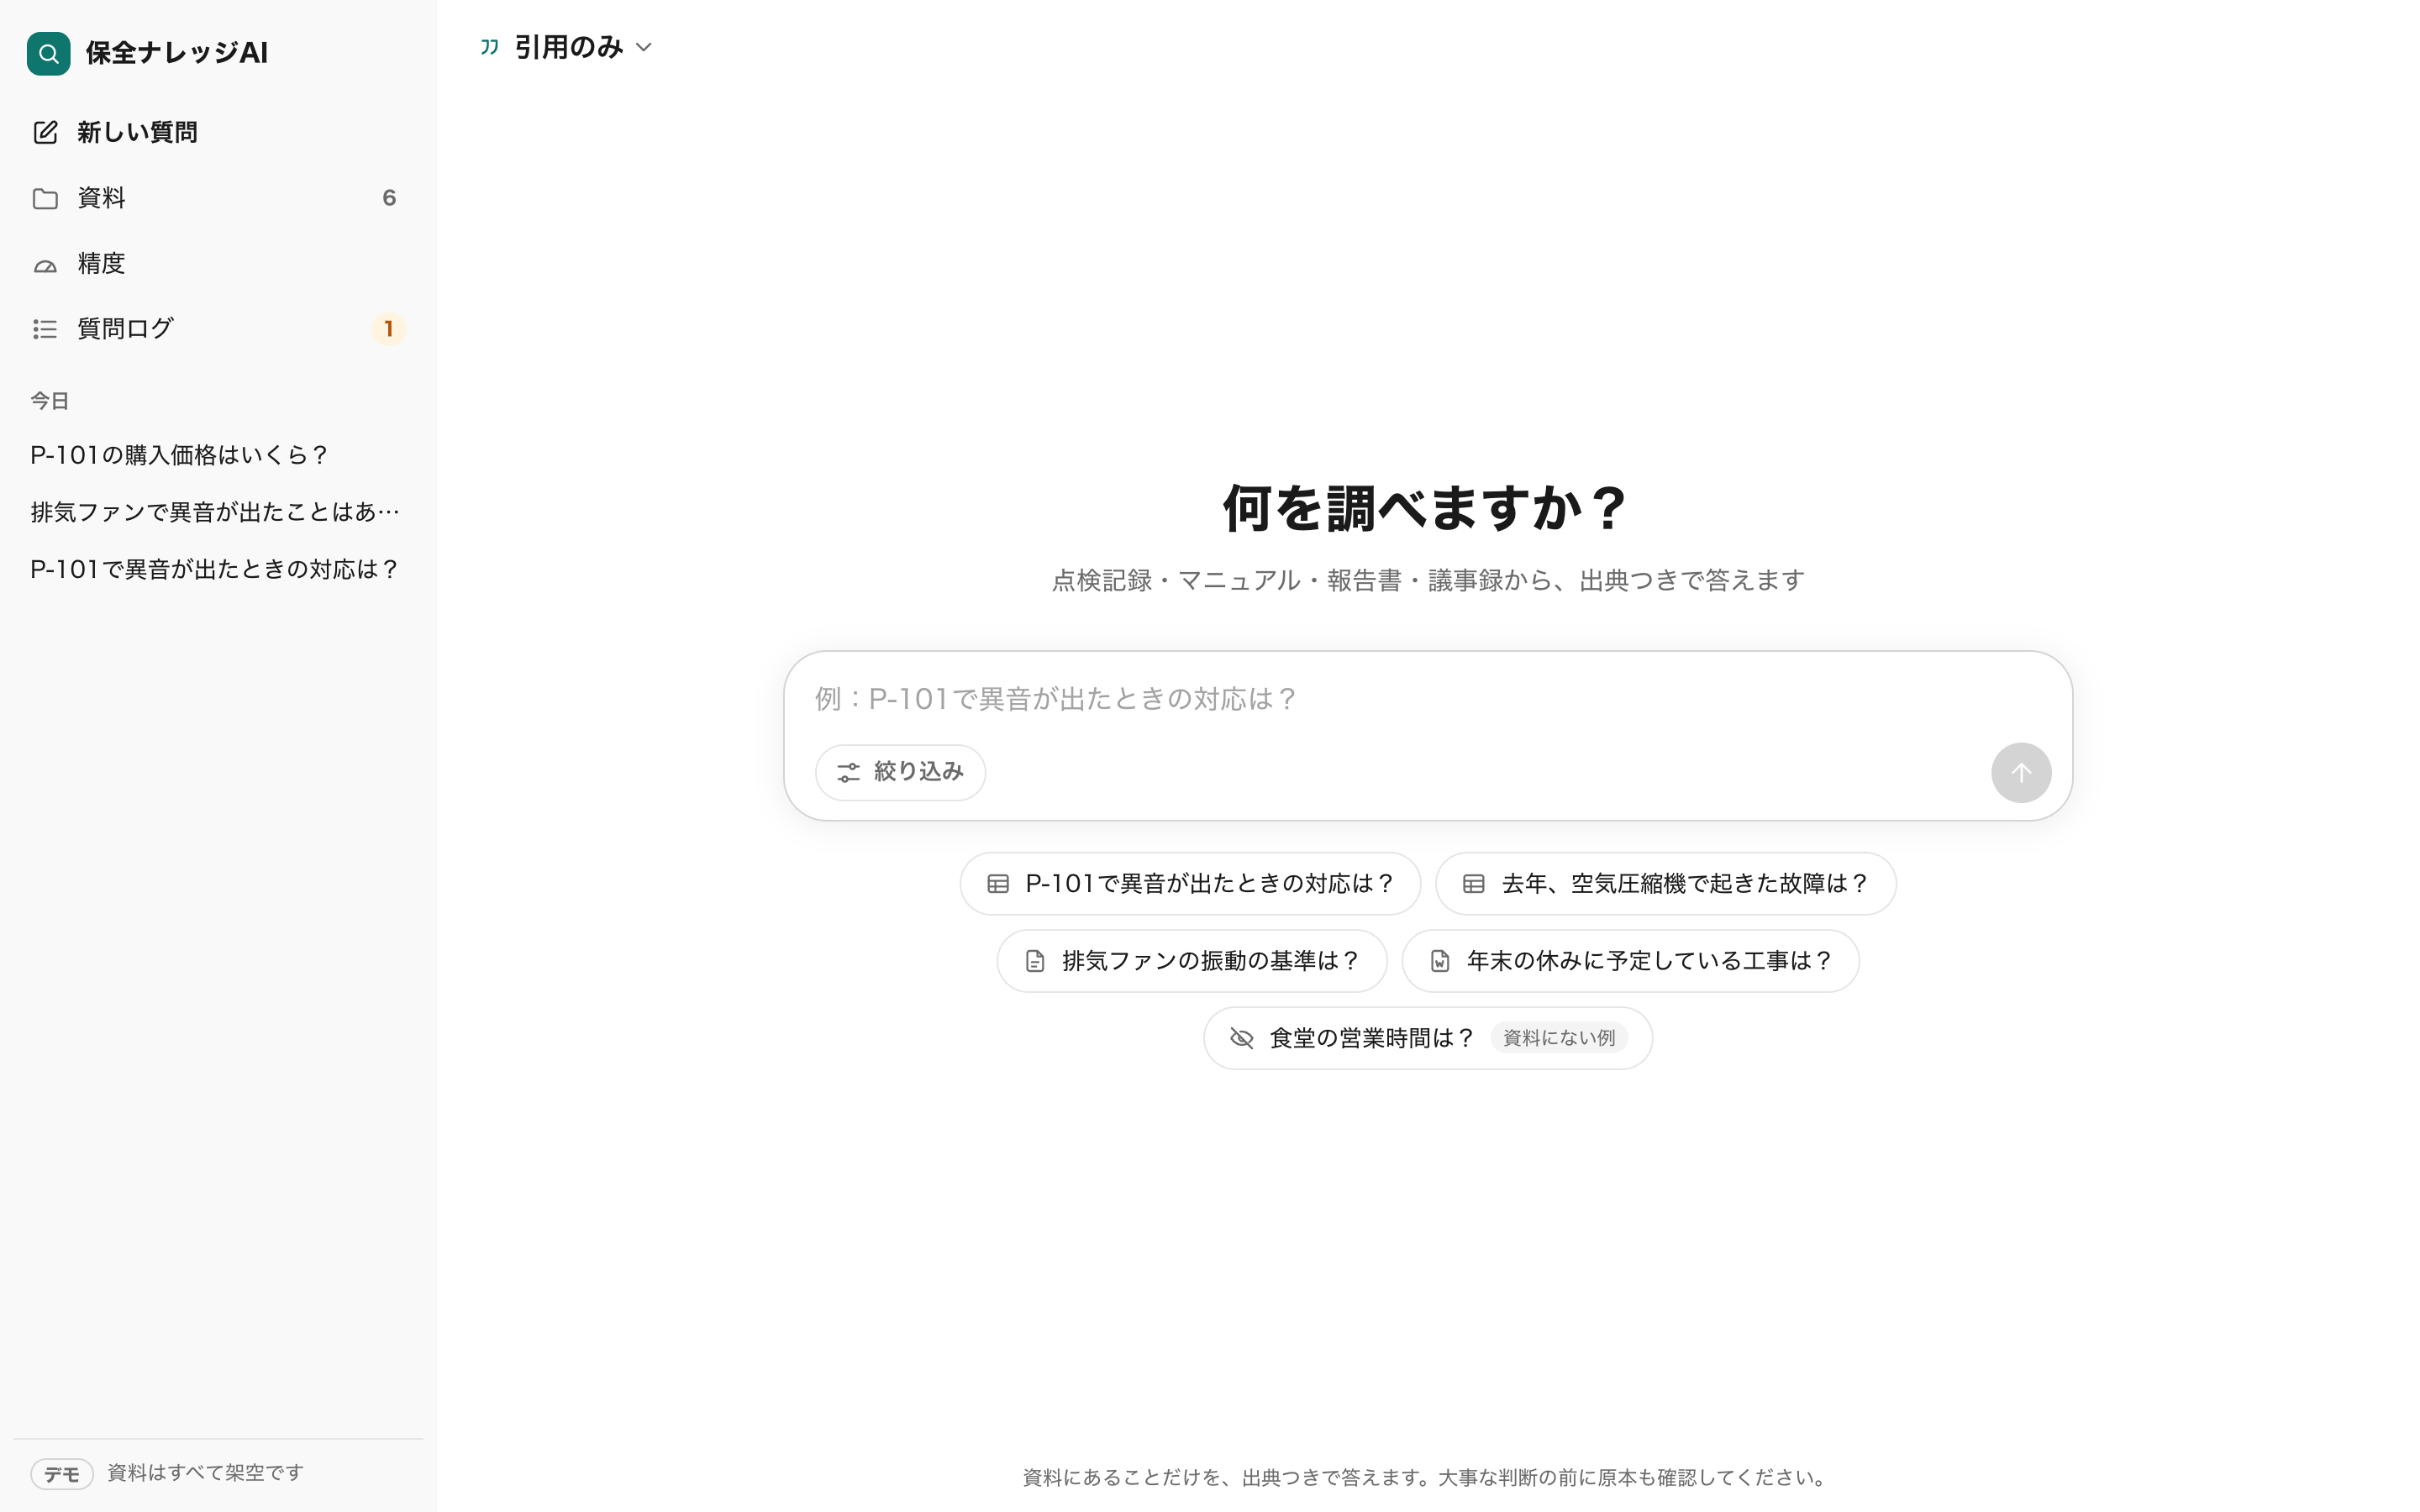 保全ナレッジAI
新しい質問
資料 6
精度
質問ログ 1
今日
P-101の購入価格はいくら？
排気ファンで異音が出たことはあ…
P-101で異音が出たときの対応は？
デモ 資料はすべて架空です
引用のみ
何を調べますか？
点検記録・マニュアル・報告書・議事録から、出典つきで答えます
例：P-101で異音が出たときの対応は？
絞り込み
P-101で異音が出たときの対応は？ 去年、空気圧縮機で起きた故障は？
排気ファンの振動の基準は？ 年末の休みに予定している工事は？
食堂の営業時間は？ 資料にない例
資料にあることだけを、出典つきで答えます。大事な判断の前に原本も確認してください。